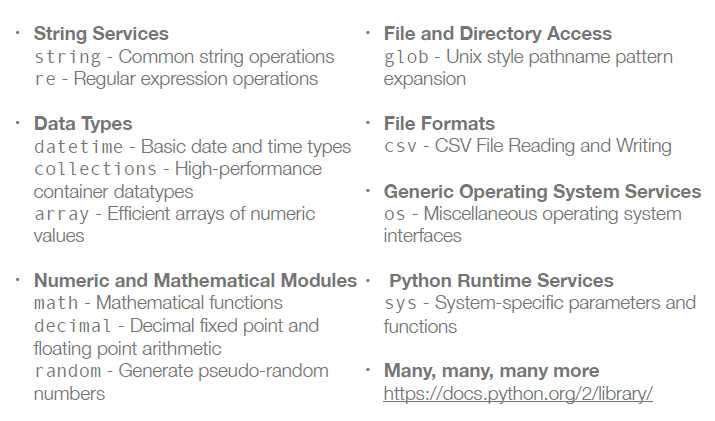 · String Services
string - Common string operations
re - Regular expression operations
· Data Types
datetime - Basic date and time types
collections - High-performance
container datatypes
array - Efficient arrays of numeric
values
· Numeric and Mathematical Modules
math - Mathematical functions
decimal - Decimal fixed point and
floating point arithmetic
random - Generate pseudo-random
numbers
· File and Directory Access
glob - Unix style pathname pattern
expansion
· File Formats
csv - CSV File Reading and Writing
· Generic Operating System Services
os - Miscellaneous operating system
interfaces
· Python Runtime Services
sys - System-specific parameters and
functions
· Many, many, many more
https://docs.python.org/2/library/